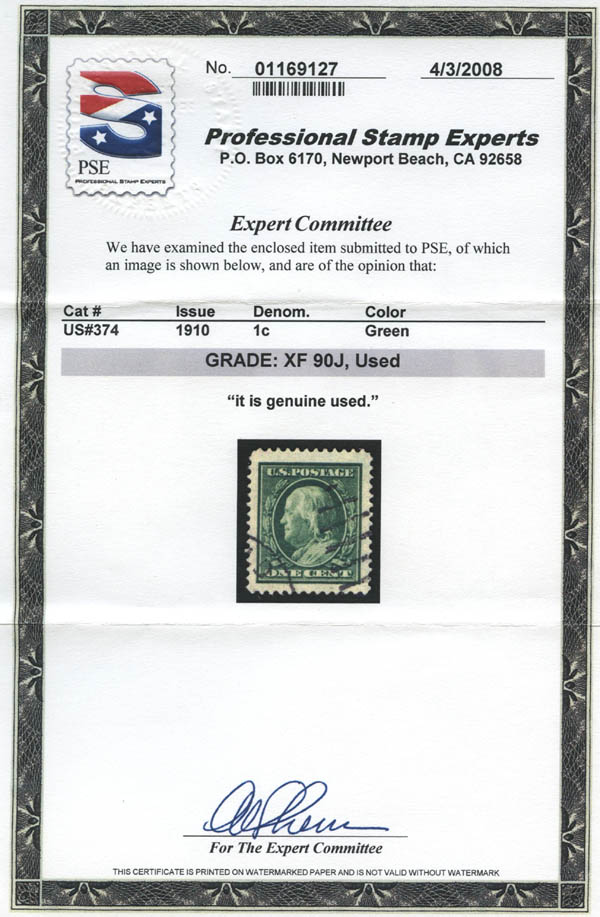 No. 01169127 4/3/2008
PSE
PROFESSIONAL STAMP EXPERTS
Professional Stamp Experts
P.O. Box 6170, Newport Beach, CA 92658
Expert Committee
We have examined the enclosed item submitted to PSE, of which
an image is shown below, and are of the opinion that:
Cat # Issue Denom. Color
US#374 1910 1c Green
GRADE: XF 90J, Used
“it is genuine used.”
U.S. POSTAGE
ONE CENT
For The Expert Committee
THIS CERTIFICATE IS PRINTED ON WATERMARKED PAPER AND IS NOT VALID WITHOUT WATERMARK